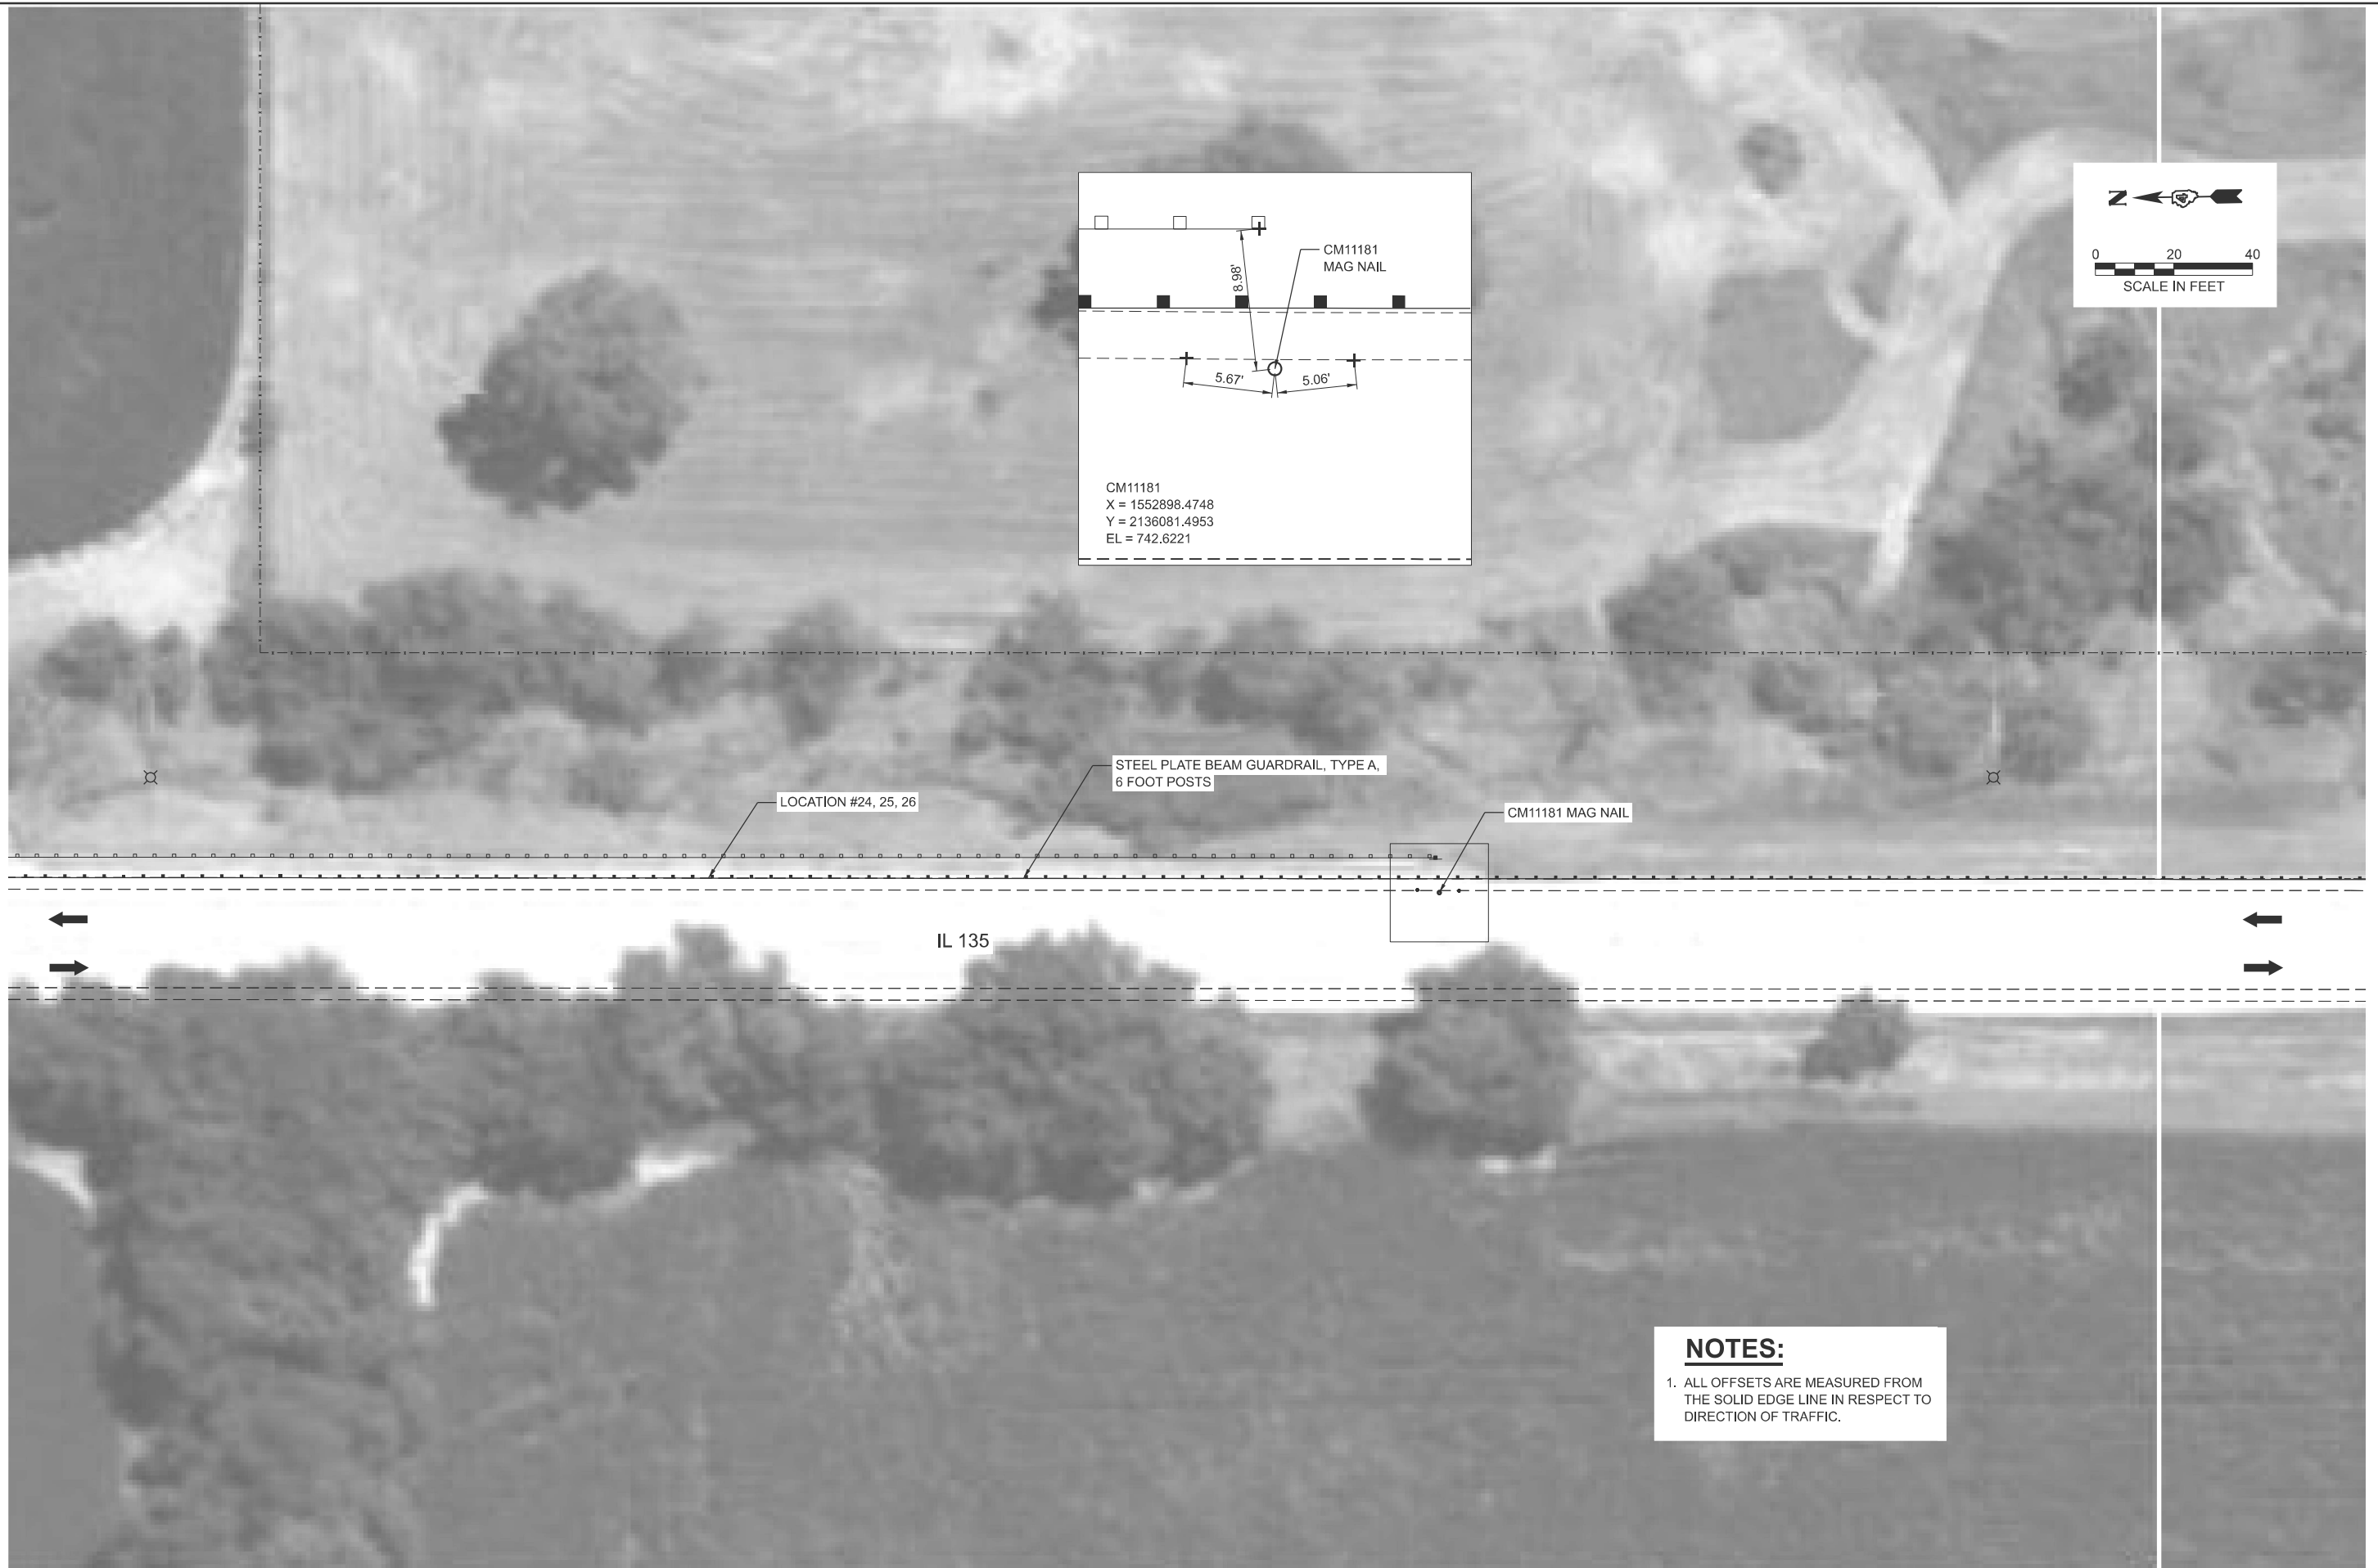 8.98'
CM11181
MAG NAIL
5.67'
5.06'
CM11181
X = 1552898.4748
Y = 2136081.4953
EL = 742.6221
N
0 20 40
SCALE IN FEET
STEEL PLATE BEAM GUARDRAIL, TYPE A,
6 FOOT POSTS
LOCATION #24, 25, 26
CM11181 MAG NAIL
IL 135
NOTES:
1. ALL OFFSETS ARE MEASURED FROM
THE SOLID EDGE LINE IN RESPECT TO
DIRECTION OF TRAFFIC.